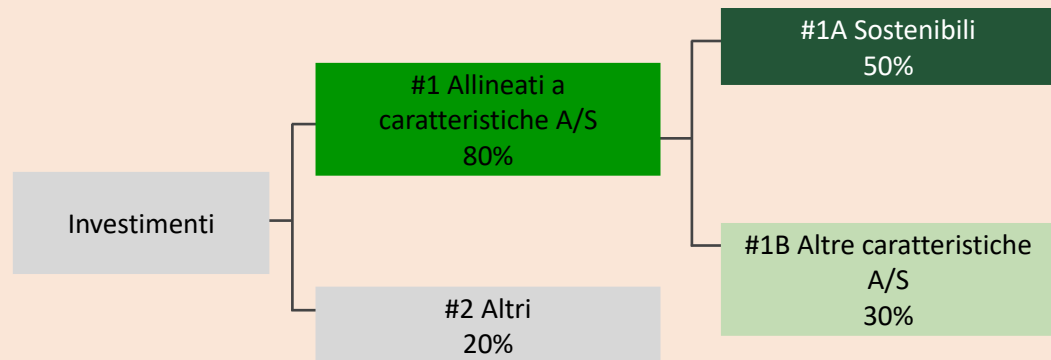 Investimenti
#1 Allineati a
caratteristiche A/S
80%
#2 Altri
20%
#1A Sostenibili
50%
#1B Altre caratteristiche
A/S
30%